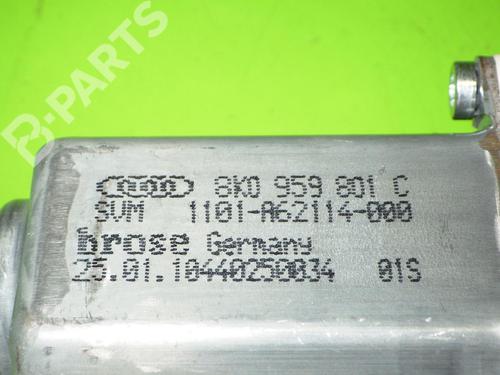 B-PARTS
8K0 959 801 C
SVM 1101-A62114-000
brose Germany
25.01.10440250034 01S